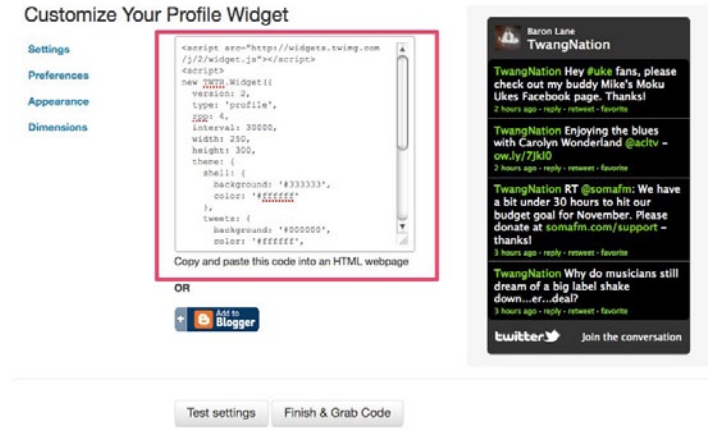 Customize Your Profile Widget
Settings
Preferences
Appearance
Dimensions
<script src="http://widgets.twimg.com
/j/2/widget.js"></script>
<script>
new TWTR.Widget({
version: 2,
type: 'profile',
rpp: 4,
interval: 30000,
width: 250,
height: 300,
theme: {
shell: {
background: '#333333',
color: '#ffffff'
},
tweets: {
background: '#000000',
color: '#ffffff',
Copy and paste this code into an HTML webpage
OR
+ Add to
Blogger
Test settings
Finish & Grab Code
Baron Lane
TwangNation
TwangNation Hey #uke fans, please
check out my buddy Mike's Moku
Ukes Facebook page. Thanks!
2 hours ago · reply · retweet · favorite
TwangNation Enjoying the blues
with Carolyn Wonderland @acltv –
ow.ly/7JkI0
2 hours ago · reply · retweet · favorite
TwangNation RT @somafm: We have
a bit under 30 hours to hit our
budget goal for November. Please
donate at somafm.com/support –
thanks!
3 hours ago · reply · retweet · favorite
TwangNation Why do musicians still
dream of a big label shake
down...er...deal?
3 hours ago · reply · retweet · favorite
twitter
Join the conversation